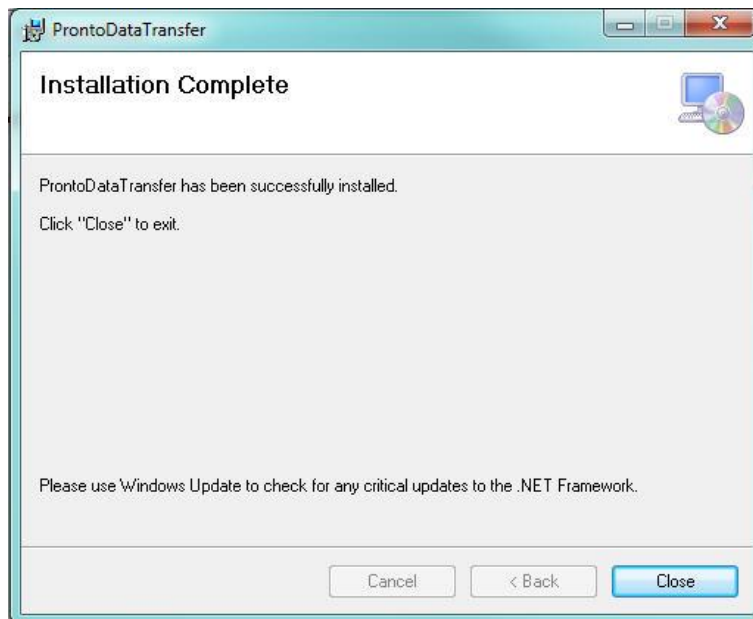 ProntoDataTransfer
Installation Complete
ProntoDataTransfer has been successfully installed.
Click "Close" to exit.
Please use Windows Update to check for any critical updates to the .NET Framework.
Cancel
< Back
Close